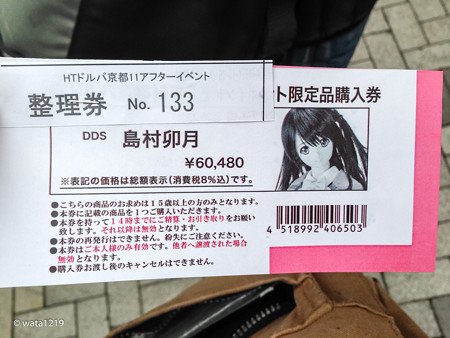 HTドルパ京都11アフターイベント
整理券 No. 133
ト限定品購入券
DDS 島村卯月
¥60,480
※表記の価格は総額表示(消費税8%込)です。
●こちらの商品のお求めは15歳以上の方のみとなります。
●本券に記載の商品を1つご購入いただきます。
●本券を持って14時までにご精算・お引き取りをお願い
致します。それ以降は無効となります。
●本券の再発行はできません。紛失にご注意ください。
●本券はご本人様のみ有効です。他者へ譲渡された場合
無効となります。
●購入券お渡し後のキャンセルはできません。
4 518992 406503
© wata1219